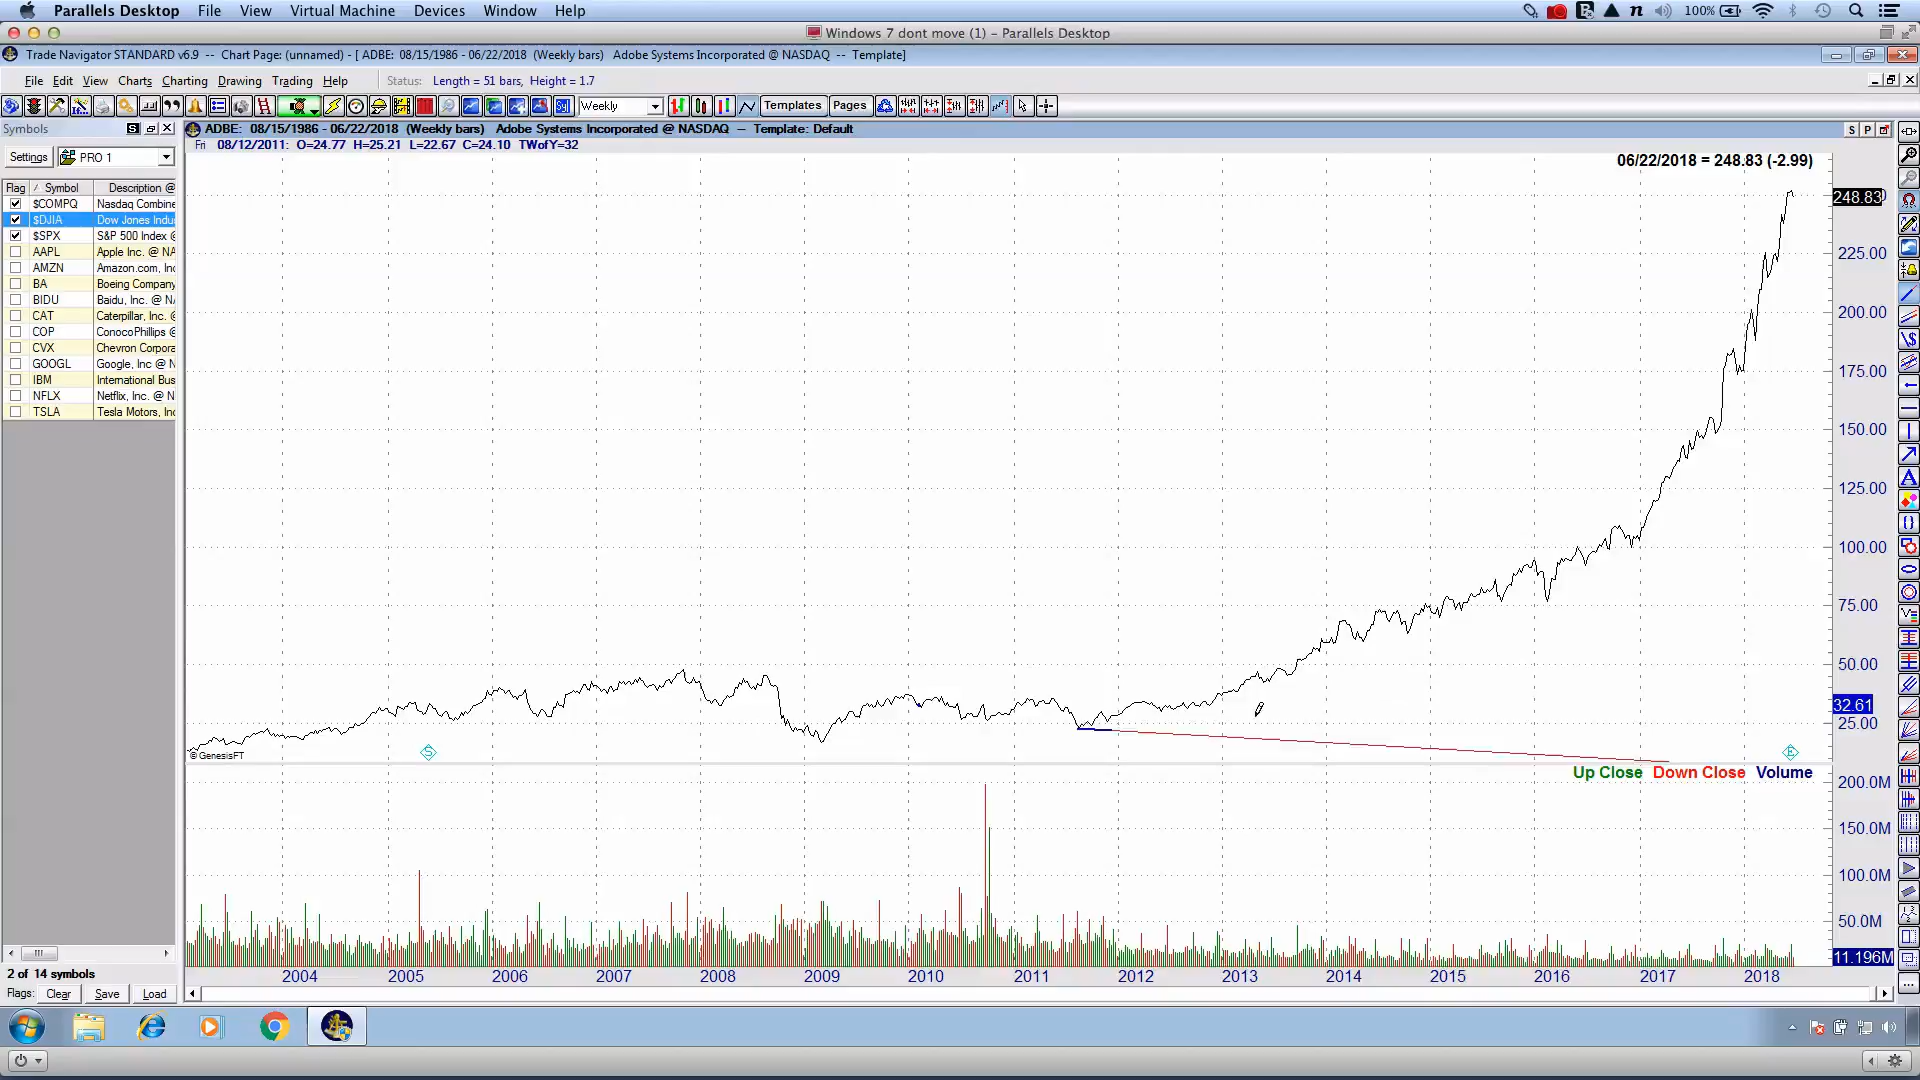 Parallels Desktop File View Virtual Machine Devices Window Help 100%
Windows 7 dont move (1) - Parallels Desktop
Trade Navigator STANDARD v6.9 -- Chart Page: (unnamed) - [ ADBE: 08/15/1986 - 06/22/2018 (Weekly bars) Adobe Systems Incorporated @ NASDAQ -- Template]
File Edit View Charts Charting Drawing Trading Help Status: Length = 51 bars, Height = 1.7
Weekly Templates Pages
Symbols S
ADBE: 08/15/1986 - 06/22/2018 (Weekly bars) Adobe Systems Incorporated @ NASDAQ -- Template: Default S P
Fri 08/12/2011: O=24.77 H=25.21 L=22.67 C=24.10 TWofY=32
Settings PRO 1
06/22/2018 = 248.83 (-2.99)
Flag Symbol Description @
$COMPQ Nasdaq Combine
$DJIA Dow Jones Indu
$SPX S&P 500 Index @
AAPL Apple Inc. @ NA
AMZN Amazon.com, Inc
BA Boeing Company
BIDU Baidu, Inc. @ N
CAT Caterpillar, Inc. @
COP ConocoPhillips @
CVX Chevron Corpora
GOOGL Google, Inc @ N
IBM International Bus
NFLX Netflix, Inc. @ N
TSLA Tesla Motors, Inc
248.83
225.00
200.00
175.00
150.00
125.00
100.00
75.00
50.00
32.61
25.00
S
E
© GenesisFT
Up Close Down Close Volume
200.0M
150.0M
100.0M
50.0M
11.196M
2004 2005 2006 2007 2008 2009 2010 2011 2012 2013 2014 2015 2016 2017 2018
2 of 14 symbols
Flags: Clear Save Load